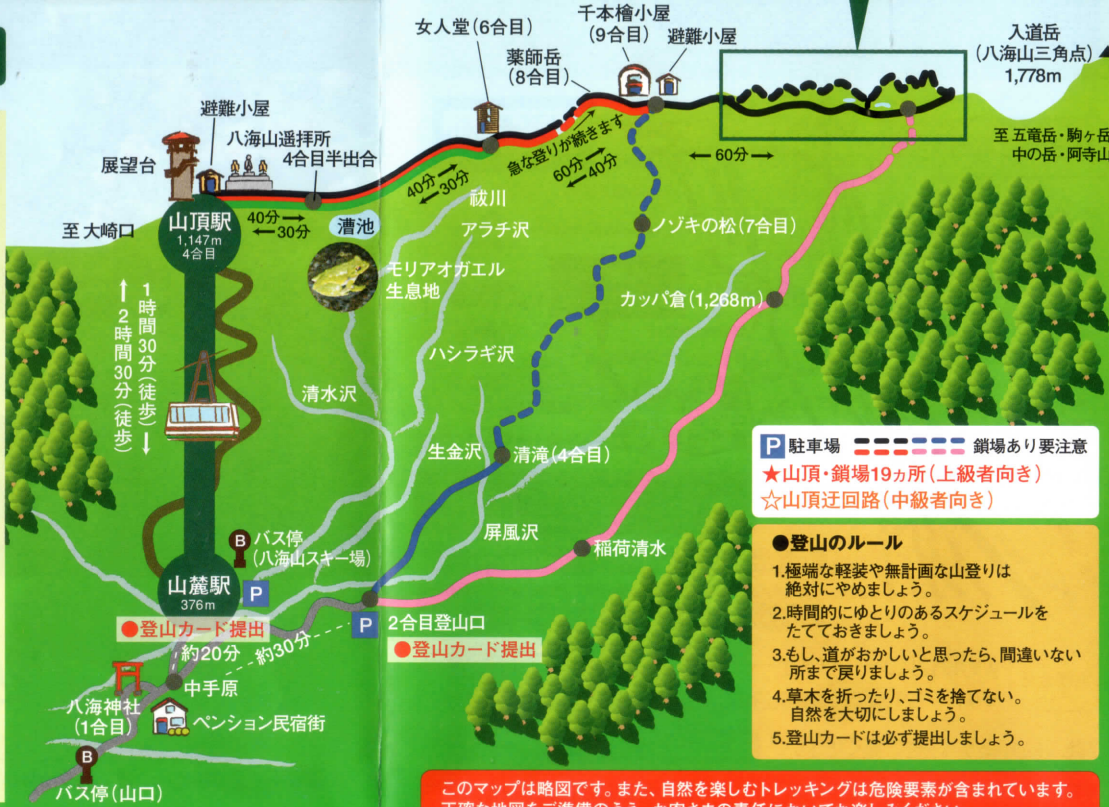 女人堂(6合目)
千本檜小屋
(9合目)
避難小屋
薬師岳
(8合目)
入道岳
(八海山三角点)
1,778m
避難小屋
八海山遥拝所
4合目半出合
展望台
急な登りが続きます
60分
40分
60分
40分
30分
至 五竜岳・駒ヶ岳
中の岳・阿寺山
至 大崎口
山頂駅
1,147m
4合目
40分
30分
漕池
祓川
アラチ沢
モリアオガエル
生息地
ノゾキの松(7合目)
カッパ倉(1,268m)
1時間30分(徒歩)
2時間30分(徒歩)
ハシラギ沢
清水沢
生金沢
清滝(4合目)
屏風沢
稲荷清水
P 駐車場
鎖場あり要注意
★山頂・鎖場19ヵ所(上級者向き)
☆山頂迂回路(中級者向き)
B バス停
(八海山スキー場)
山麓駅
376m
P
●登山カード提出
P 2合目登山口
●登山カード提出
約20分
約30分
中手原
八海神社
(1合目)
ペンション民宿街
B
バス停(山口)
●登山のルール
1.極端な軽装や無計画な山登りは
絶対にやめましょう。
2.時間的にゆとりのあるスケジュールを
たてておきましょう。
3.もし、道がおかしいと思ったら、間違いない
所まで戻りましょう。
4.草木を折ったり、ゴミを捨てない。
自然を大切にしましょう。
5.登山カードは必ず提出しましょう。
このマップは略図です。また、自然を楽しむトレッキングは危険要素が含まれています。